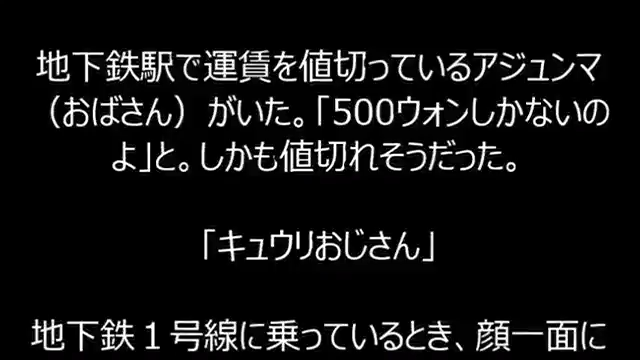 地下鉄駅で運賃を値切っているアジュンマ
（おばさん）がいた。「500ウォンしかないの
よ」と。しかも値切れそうだった。
「キュウリおじさん」
地下鉄１号線に乗っているとき、顔一面に